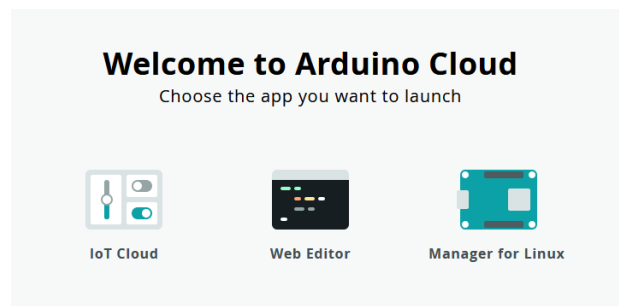 Welcome to Arduino Cloud
Choose the app you want to launch
IoT Cloud
Web Editor
Manager for Linux